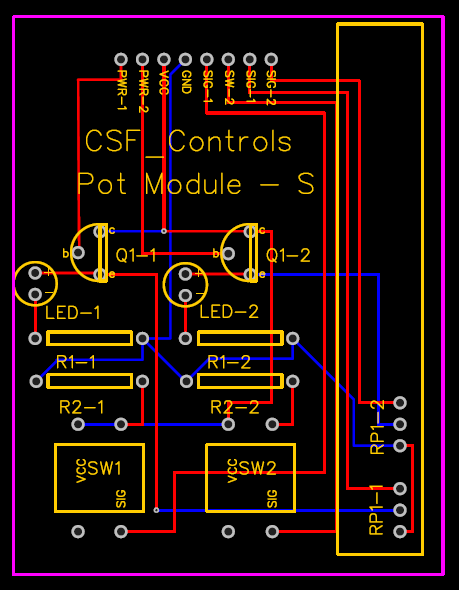 PWR-1
PWR-2
VCC
GND
SIG-1
SW-2
SIG-1
SIG-2
CSF_Controls
Pot Module - S
c
c
b
Q1-1
b
Q1-2
+
e
+
e
-
-
LED-1
LED-2
R1-1
R1-2
R2-1
R2-2
RP1-2
VCC
SW1
SIG
VCC
SW2
SIG
RP1-1